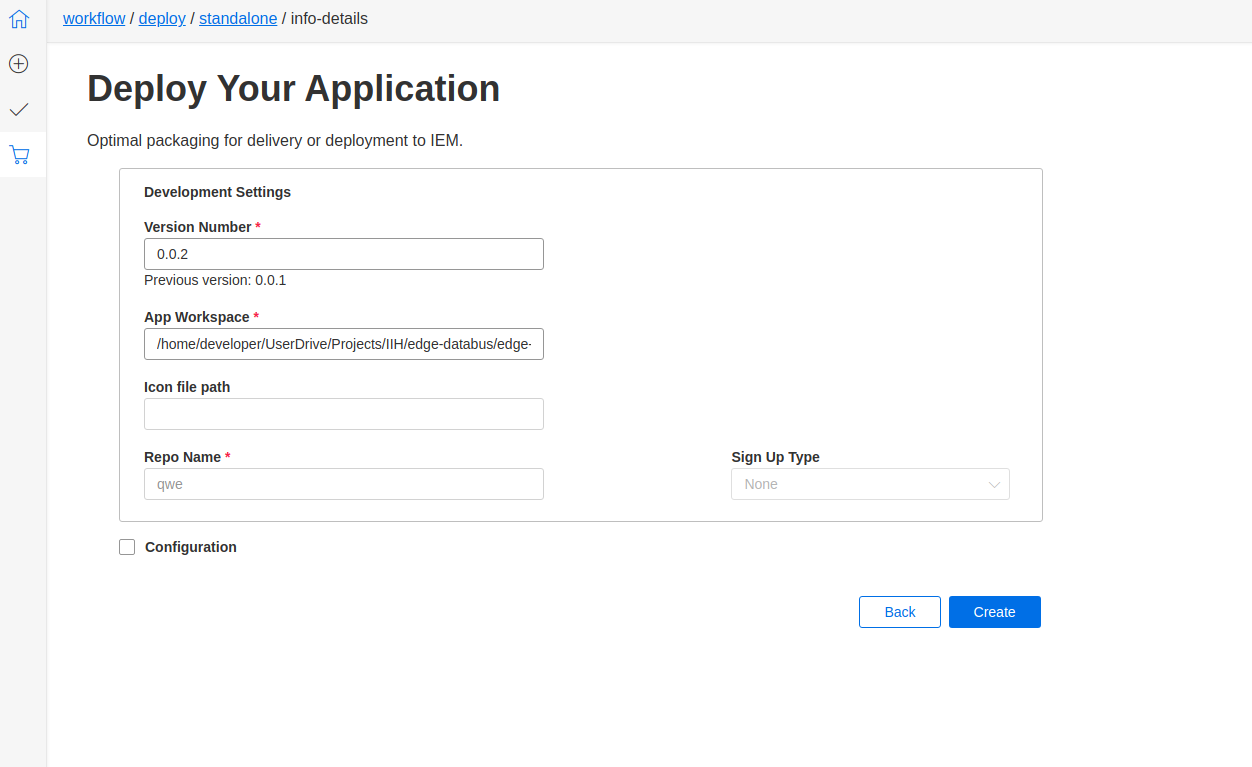 workflow / deploy / standalone / info-details
Deploy Your Application
Optimal packaging for delivery or deployment to IEM.
Development Settings
Version Number *
0.0.2
Previous version: 0.0.1
App Workspace *
/home/developer/UserDrive/Projects/IIH/edge-databus/edge-
Icon file path
Repo Name * Sign Up Type
qwe None
Configuration
Back Create